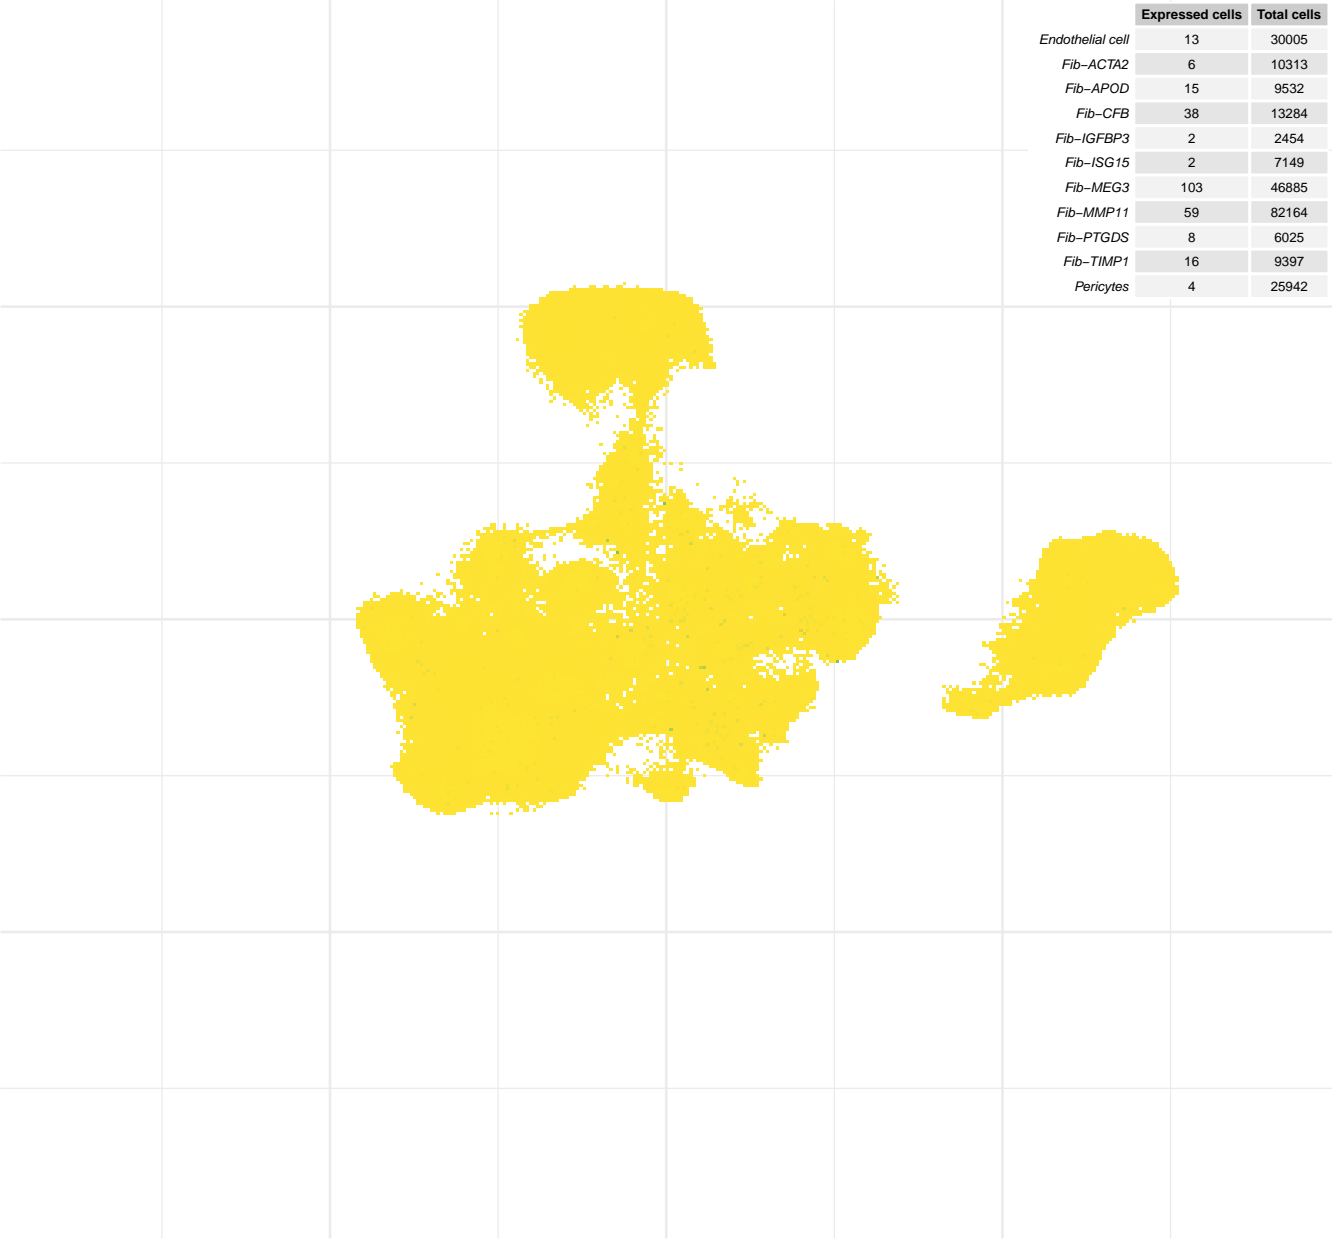 Expressed cells Total cells
Endothelial cell 13 30005
Fib−ACTA2 6 10313
Fib−APOD 15 9532
Fib−CFB 38 13284
Fib−IGFBP3 2 2454
Fib−ISG15 2 7149
Fib−MEG3 103 46885
Fib−MMP11 59 82164
Fib−PTGDS 8 6025
Fib−TIMP1 16 9397
Pericytes 4 25942